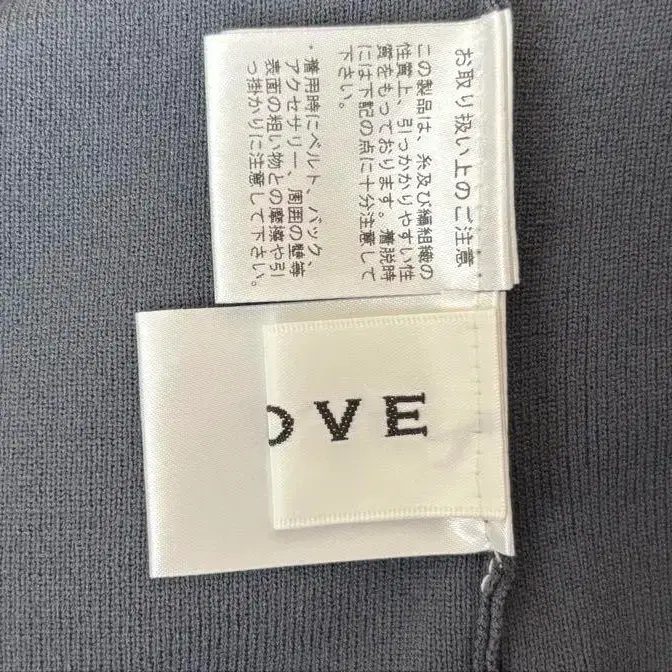 お取り扱い上のご注意
この製品は、糸及び編組織の
性質上、引っかかりやすい性
質をもっております。着脱時
には下記の点に十分注意して
下さい。
・着用時にベルト、バック、
アクセサリー、周囲の壁等
表面の粗い物との摩擦や引
っ掛かりに注意して下さい。
OVE